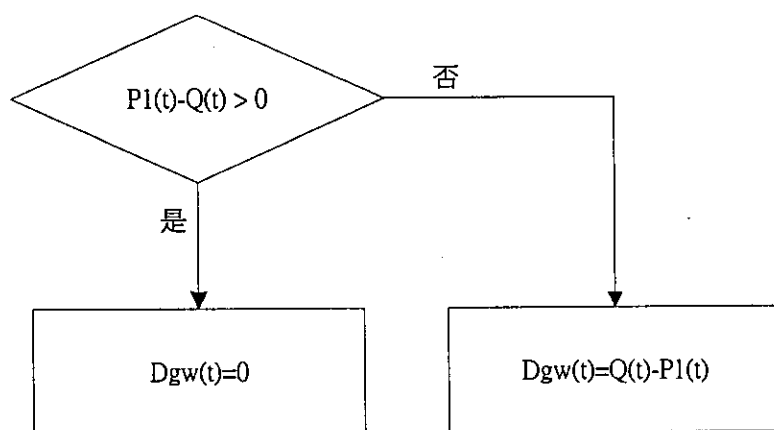 P1(t)-Q(t) > 0
否
是
Dgw(t)=0
Dgw(t)=Q(t)-P1(t)